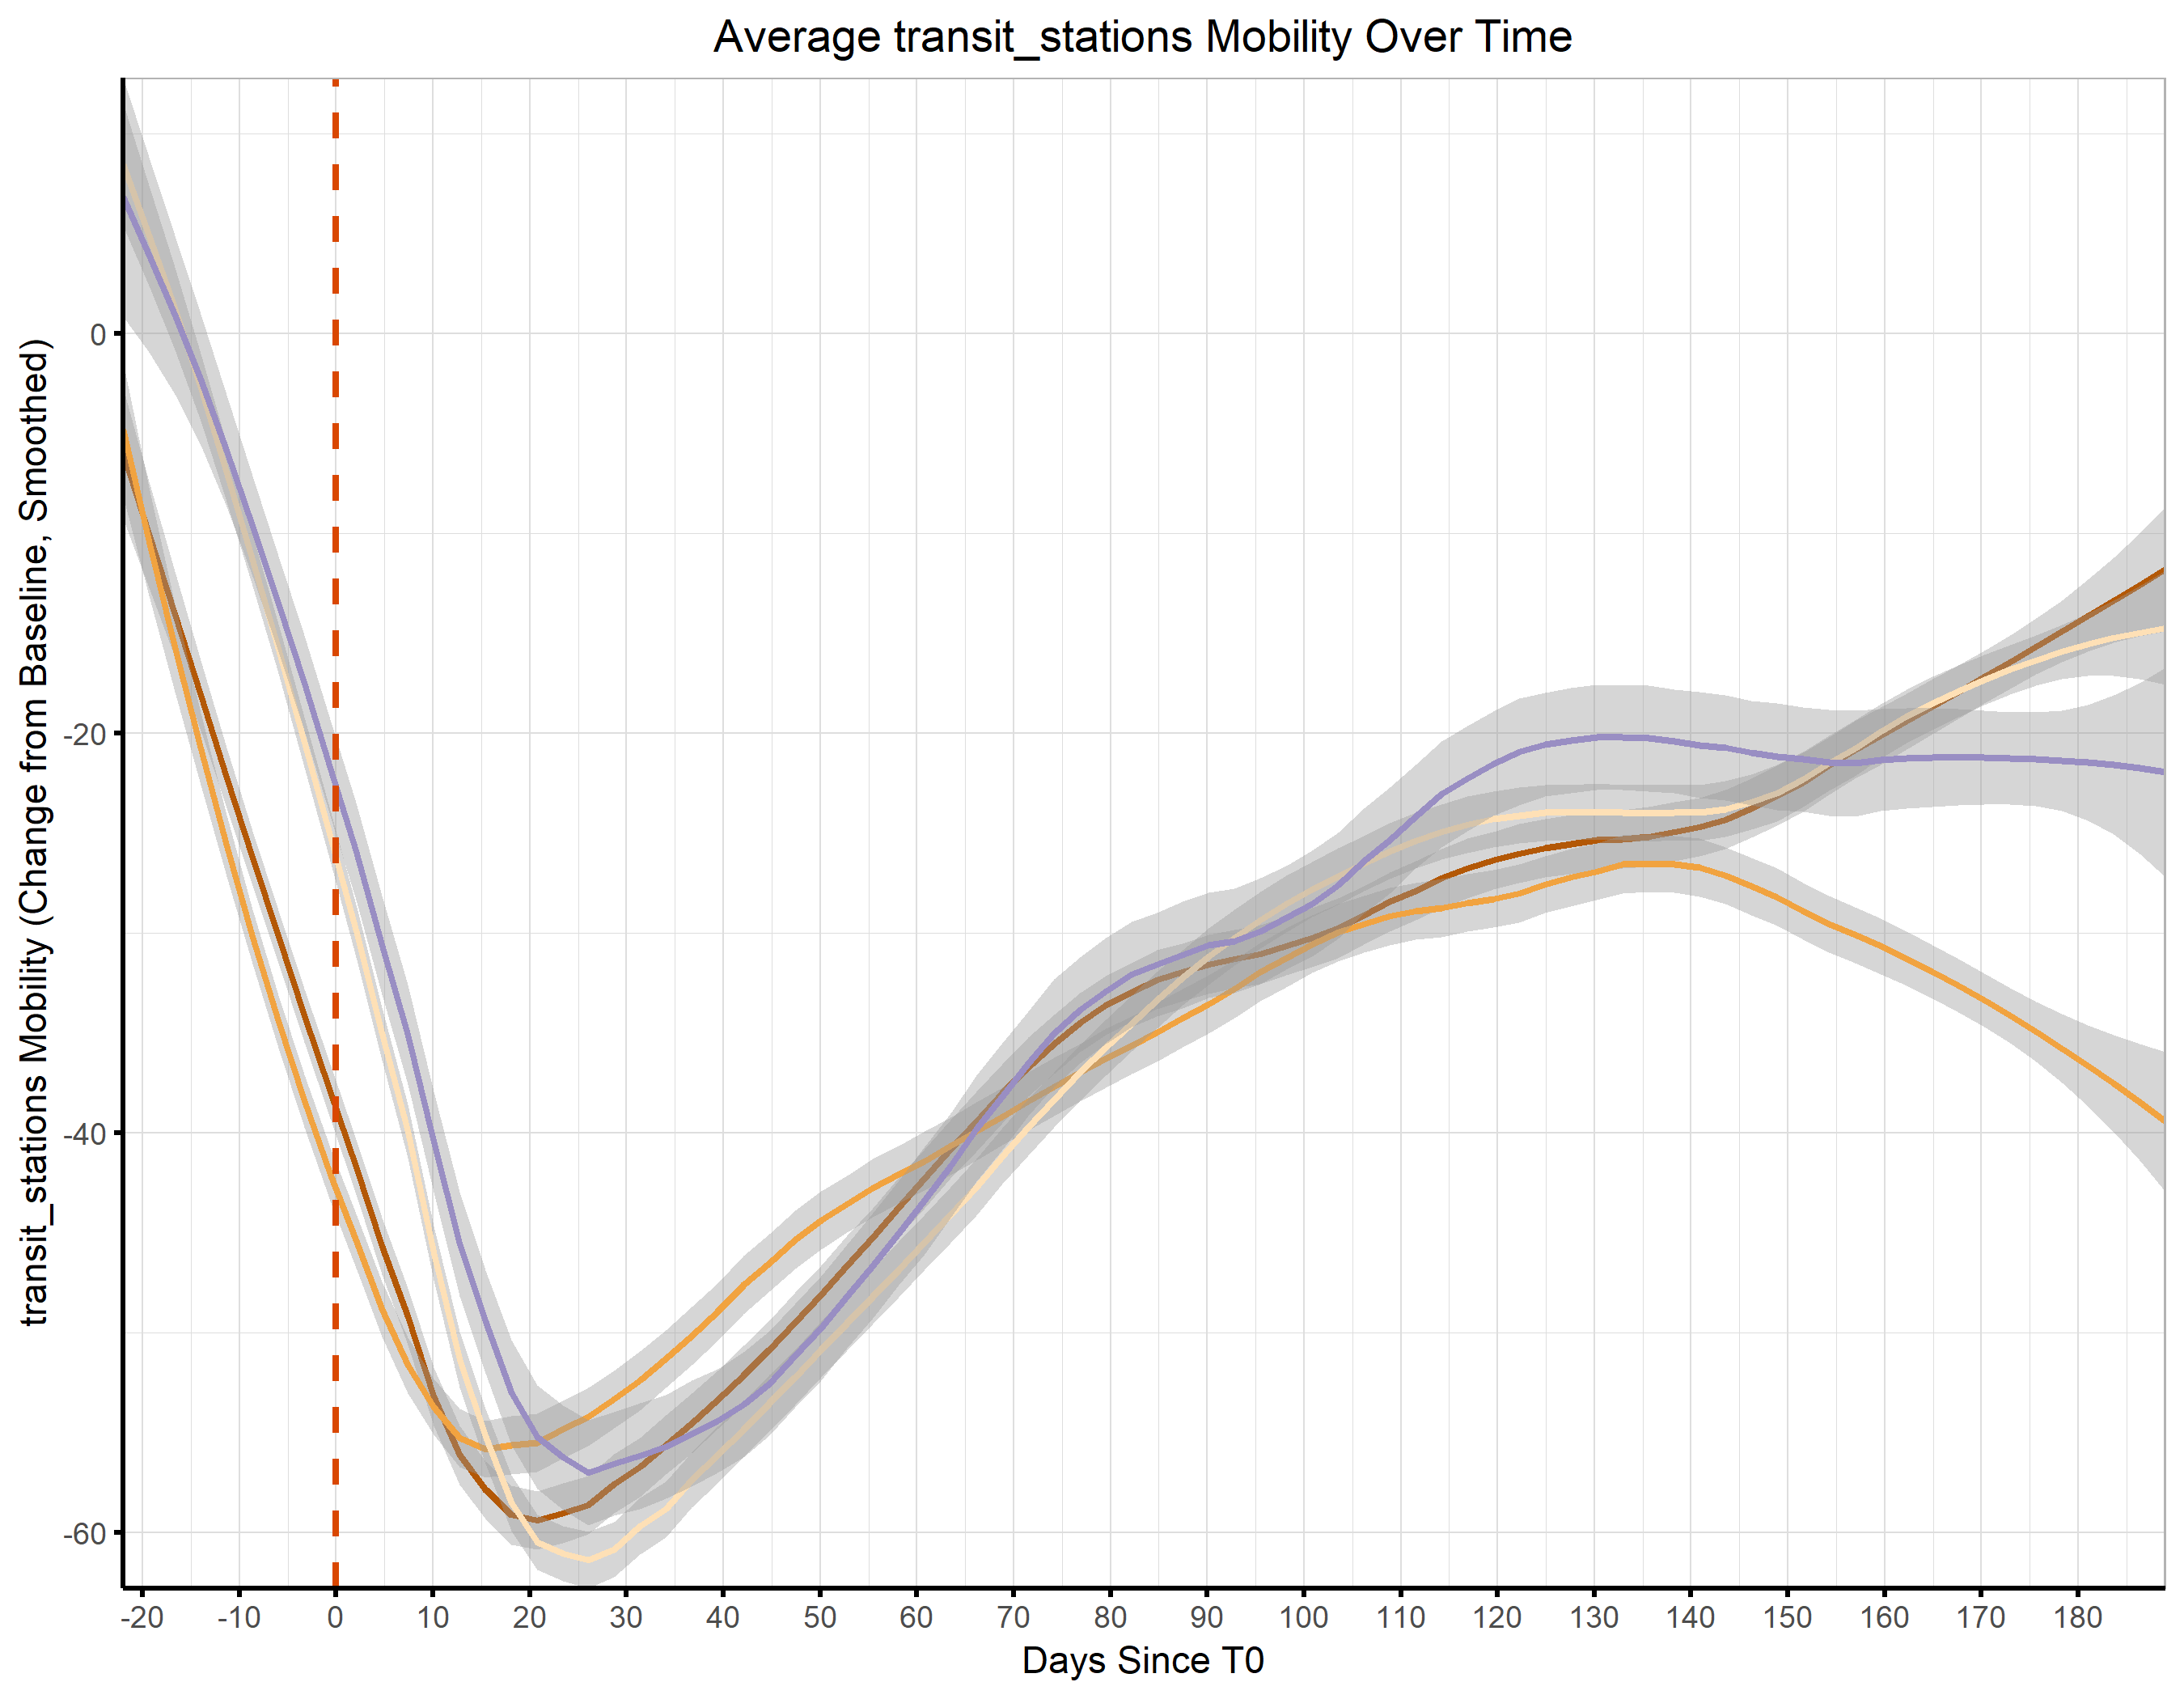 Average transit_stations Mobility Over Time
transit_stations Mobility (Change from Baseline, Smoothed)
0
-20
-40
-60
-20 -10 0 10 20 30 40 50 60 70 80 90 100 110 120 130 140 150 160 170 180
Days Since T0